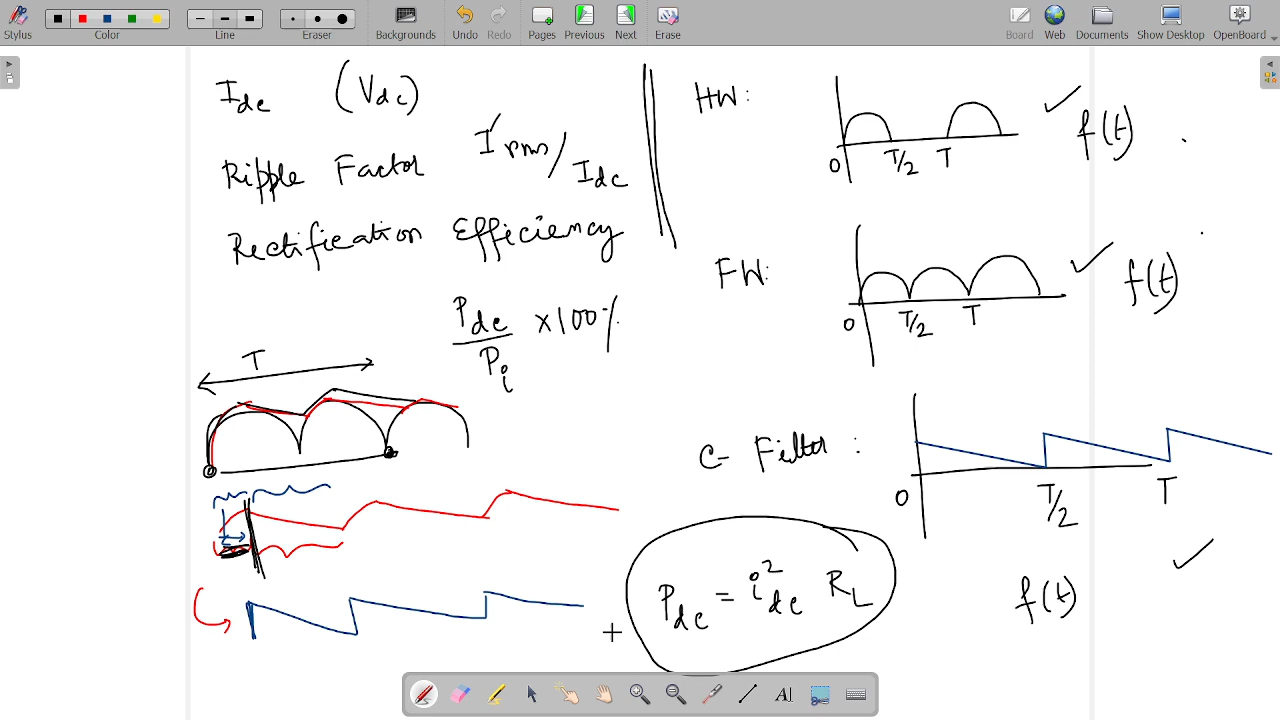 Stylus
Color
Line
Eraser
Backgrounds
Undo
Redo
Pages
Previous
Next
Erase
Board
Web
Documents
Show Desktop
OpenBoard
Idc (Vdc)
Ripple Factor I'rms/Idc
Rectification Efficiency
Pdc/Pi ×100%
T
HW:
0 T/2 T
f(t)
FW:
0 T/2 T
f(t)
C- Filter :
0 T/2 T
f(t)
Pdc = i²dc RL
A